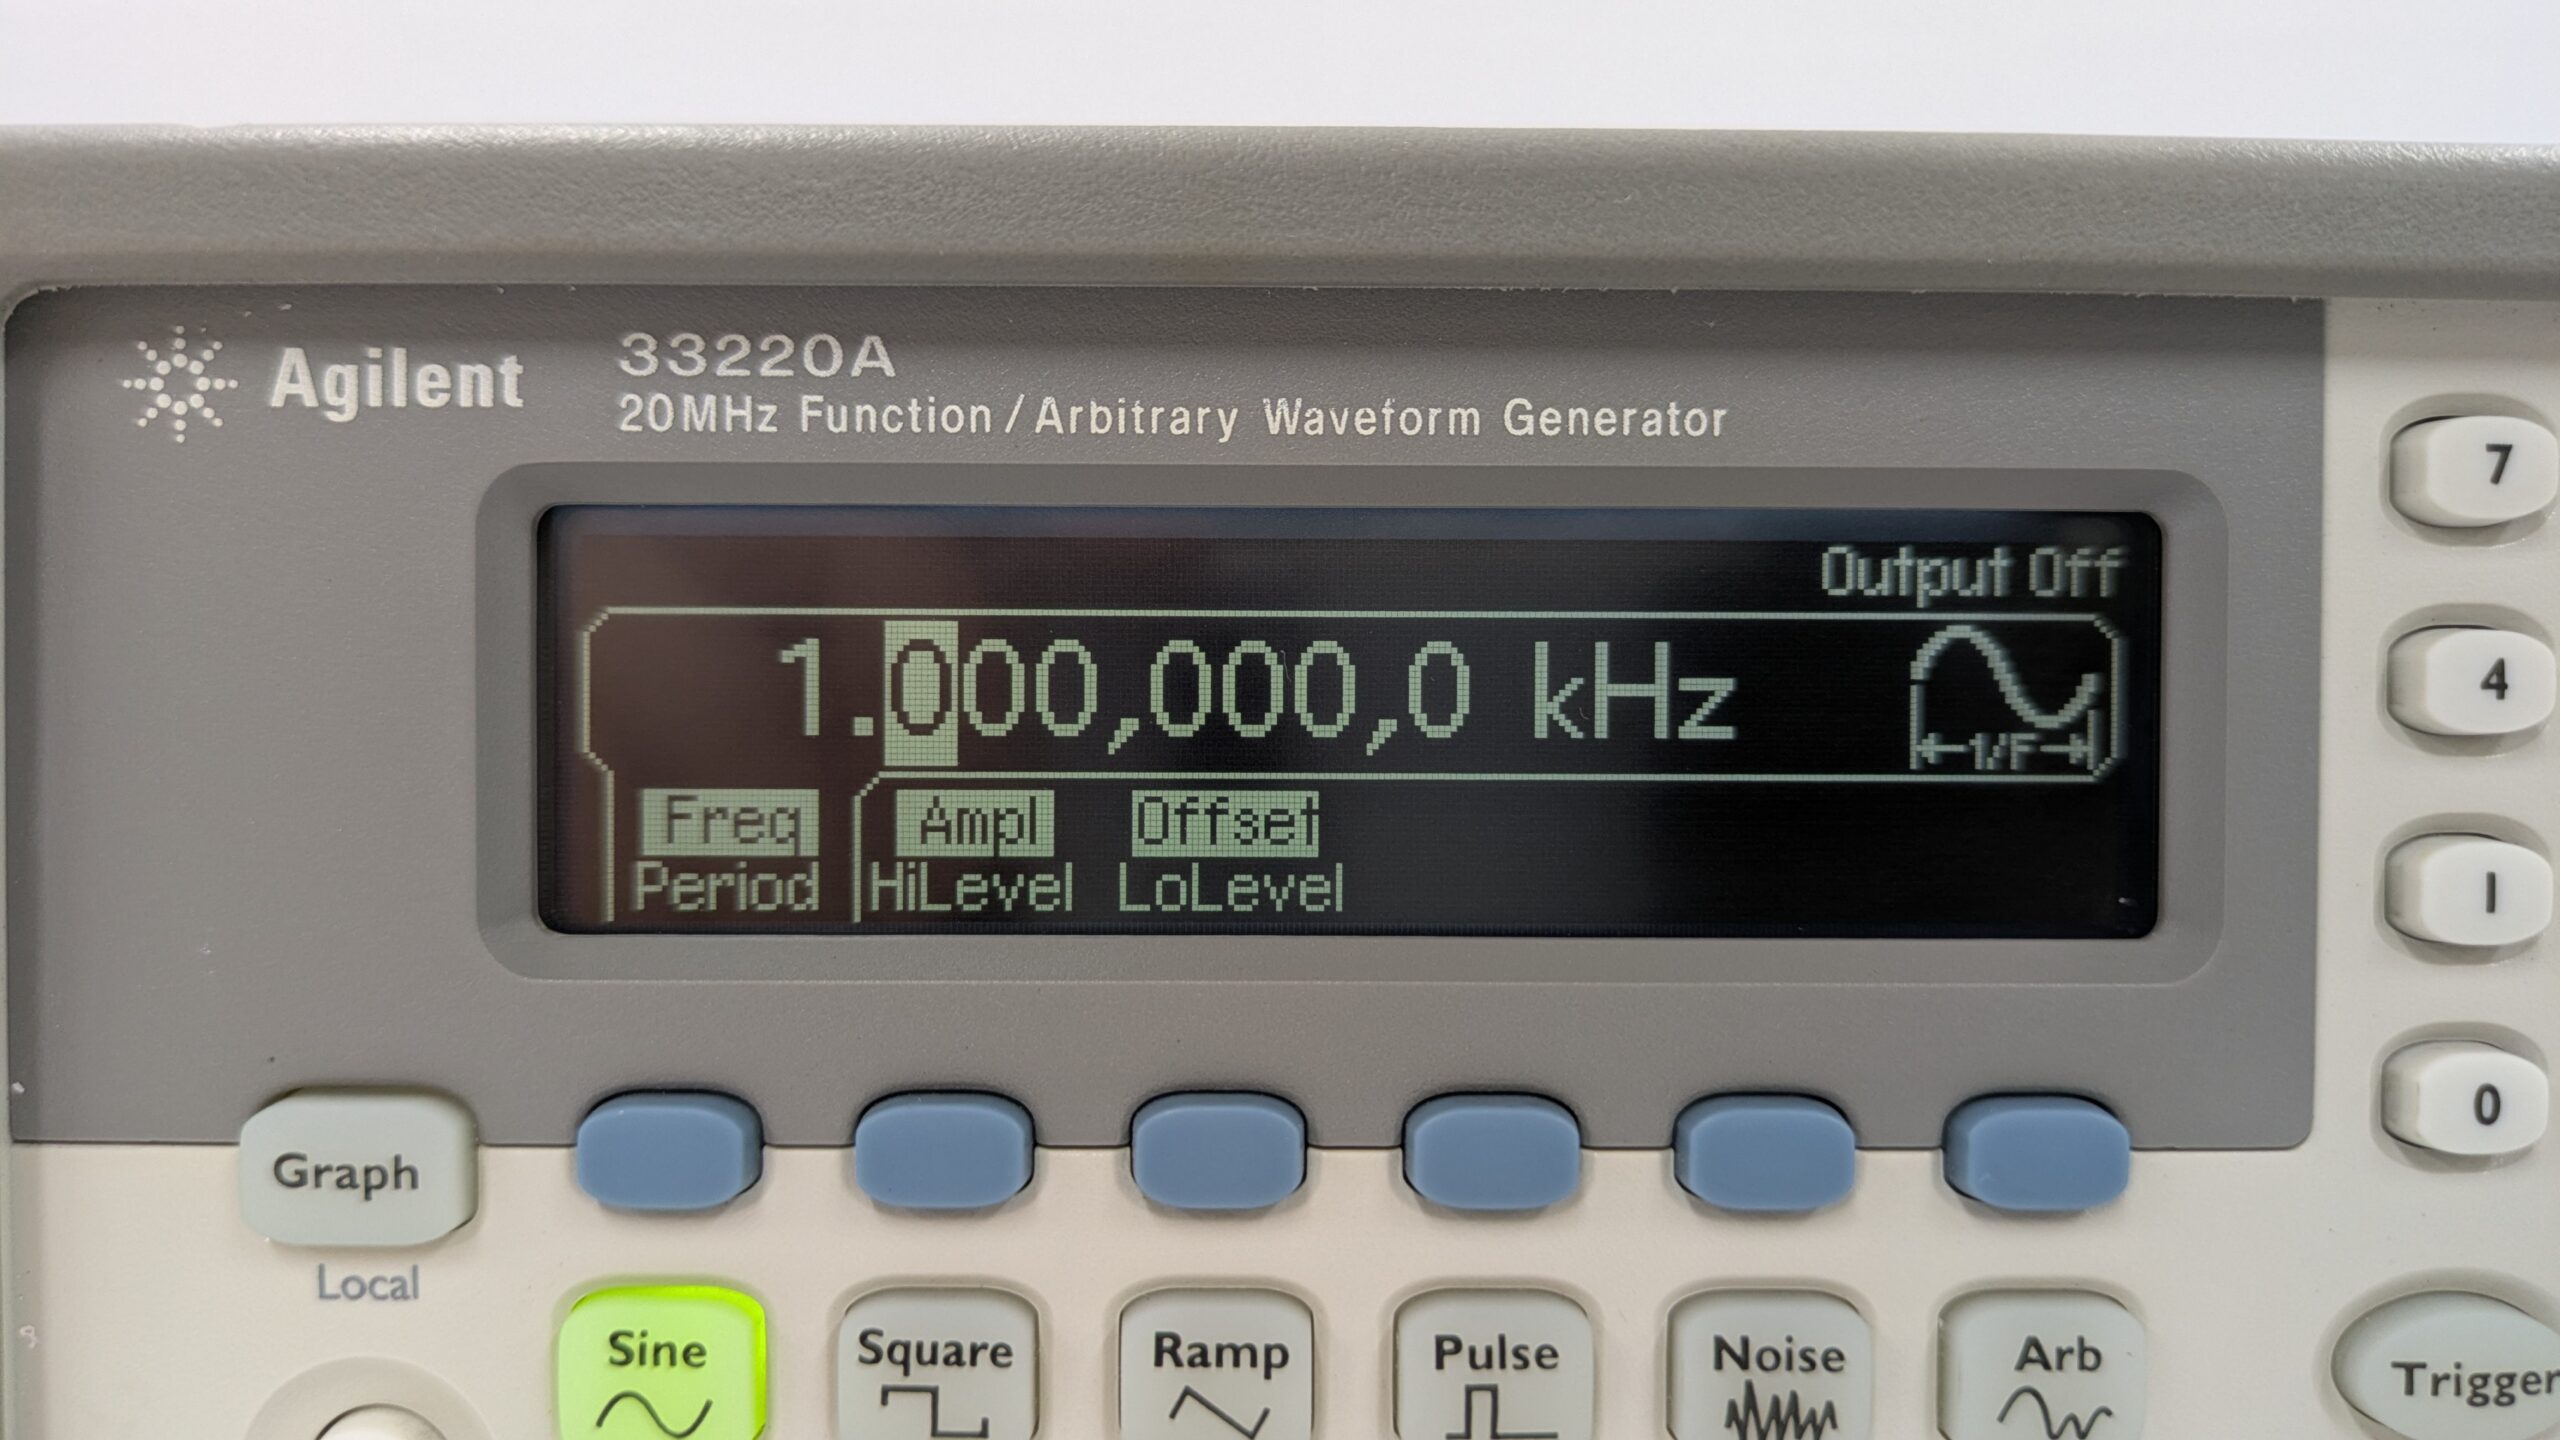 Agilent
33220A
20MHz Function / Arbitrary Waveform Generator
Output Off
1.000,000,0 kHz
1/F
Freq Ampl Offset
Period HiLevel LoLevel
7
4
1
0
Graph
Local
Sine Square Ramp Pulse Noise Arb
Trigger